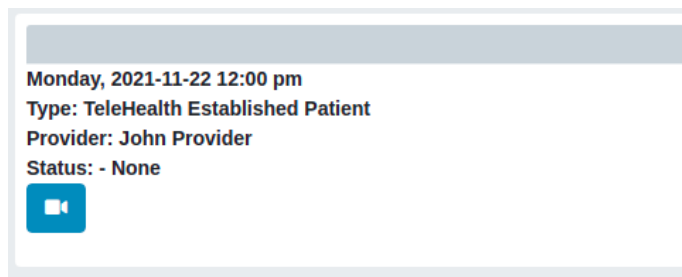 Monday, 2021-11-22 12:00 pm
Type: TeleHealth Established Patient
Provider: John Provider
Status: - None